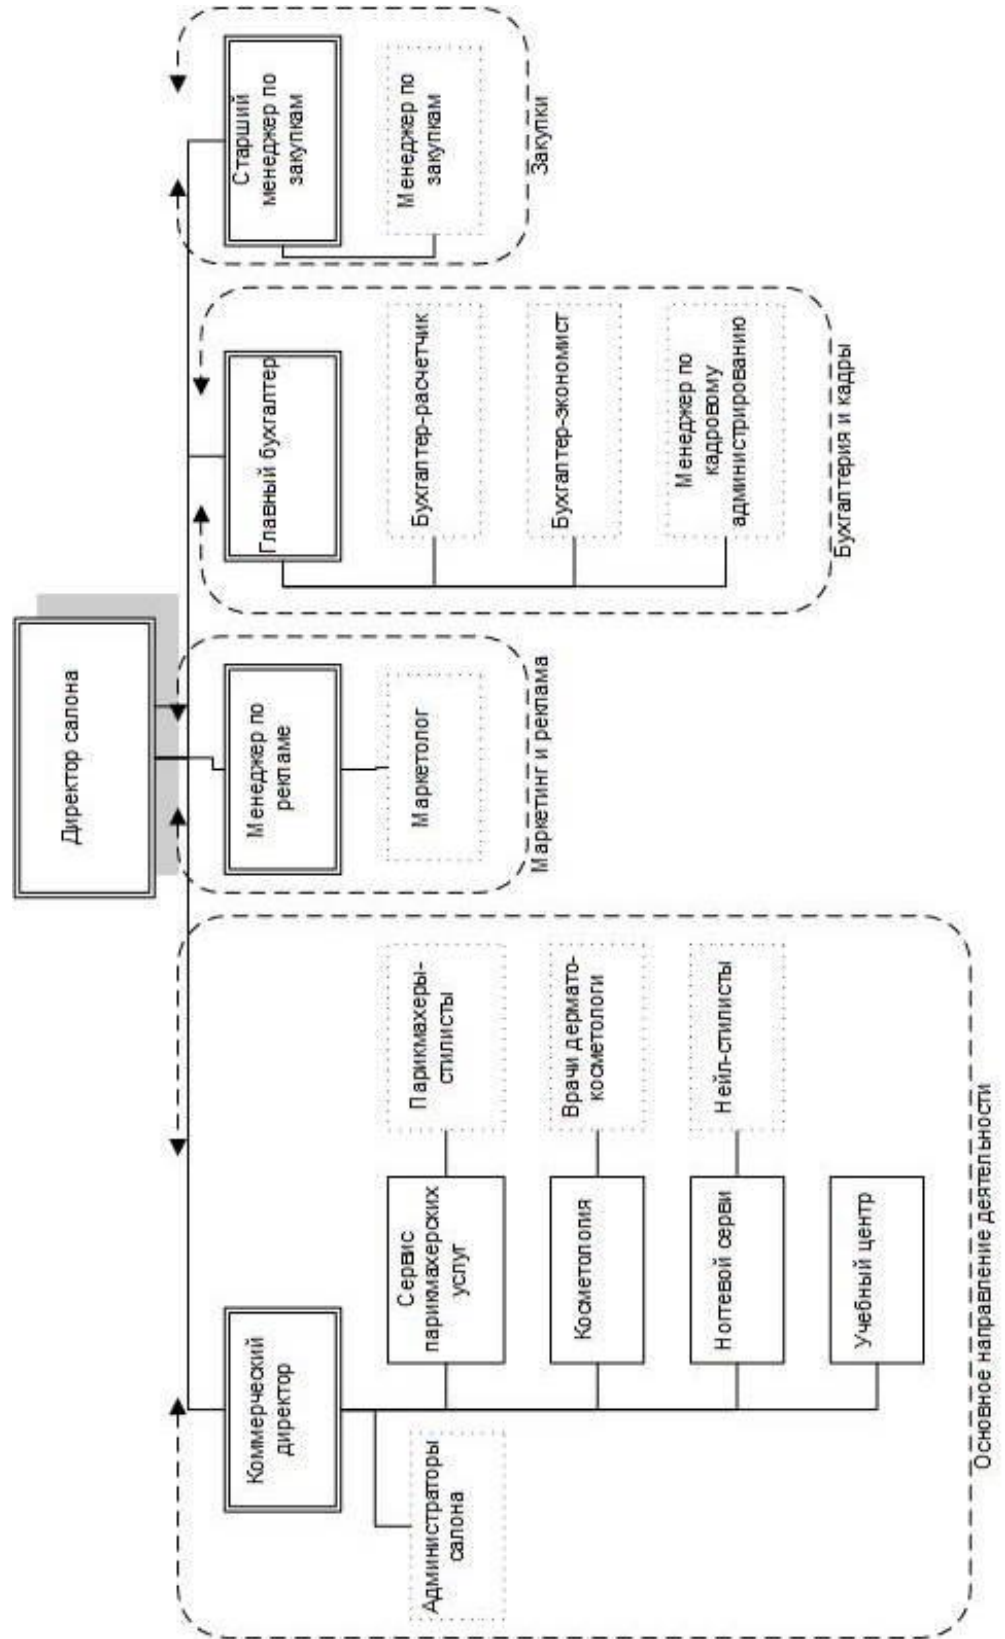 Директор салона
Коммерческий
директор
Администраторы
салона
Сервис
парикмахерских
услуг
Парикмахеры-
стилисты
Косметология
Врачи дермато-
косметологи
Ногтевой серви
Нейл-стилисты
Учебный центр
Основное направление деятельности
Менеджер по
рекламе
Маркетолог
Маркетинг и реклама
Главный бухгалтер
Бухгалтер-расчетчик
Бухгалтер-экономист
Менеджер по
кадровому
администрированию
Бухгалтерия и кадры
Старший
менеджер по
закупкам
Менеджер по
закупкам
Закупки